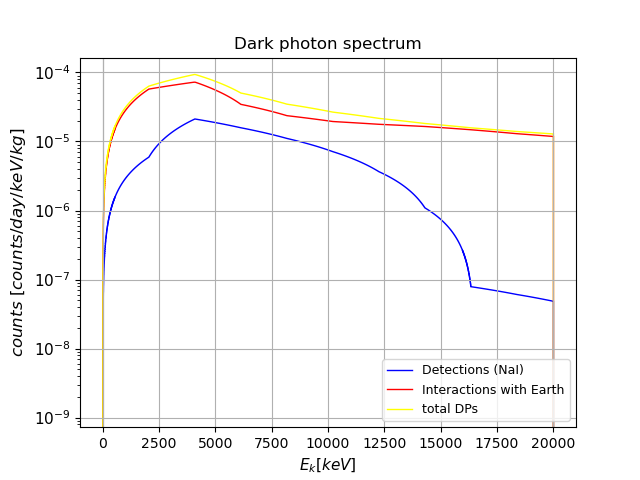 Dark photon spectrum
counts [counts/day/keV/kg]
10⁻⁴
10⁻⁵
10⁻⁶
10⁻⁷
10⁻⁸
10⁻⁹
Detections (NaI)
Interactions with Earth
total DPs
0 2500 5000 7500 10000 12500 15000 17500 20000
E_k[keV]